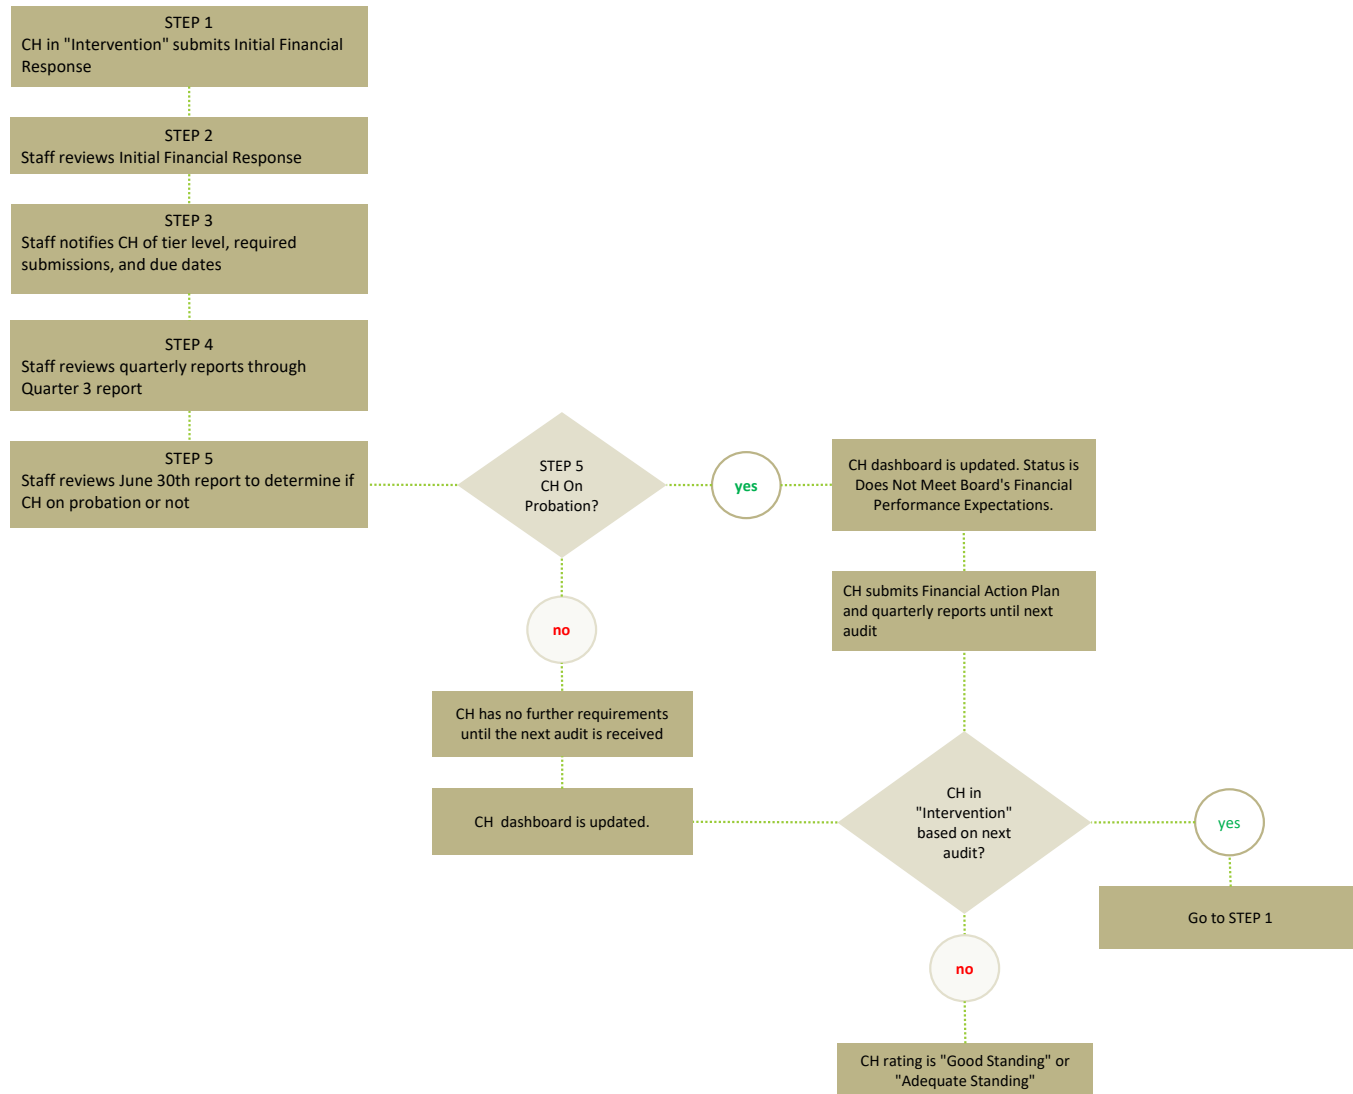 STEP 1
CH in "Intervention" submits Initial Financial
Response
STEP 2
Staff reviews Initial Financial Response
STEP 3
Staff notifies CH of tier level, required
submissions, and due dates
STEP 4
Staff reviews quarterly reports through
Quarter 3 report
STEP 5
Staff reviews June 30th report to determine if
CH on probation or not
STEP 5
CH On
Probation?
yes
CH dashboard is updated. Status is
Does Not Meet Board's Financial
Performance Expectations.
CH submits Financial Action Plan
and quarterly reports until next
audit
no
CH has no further requirements
until the next audit is received
CH  dashboard is updated.
CH in
"Intervention"
based on next
audit?
yes
Go to STEP 1
no
CH rating is "Good Standing" or
"Adequate Standing"